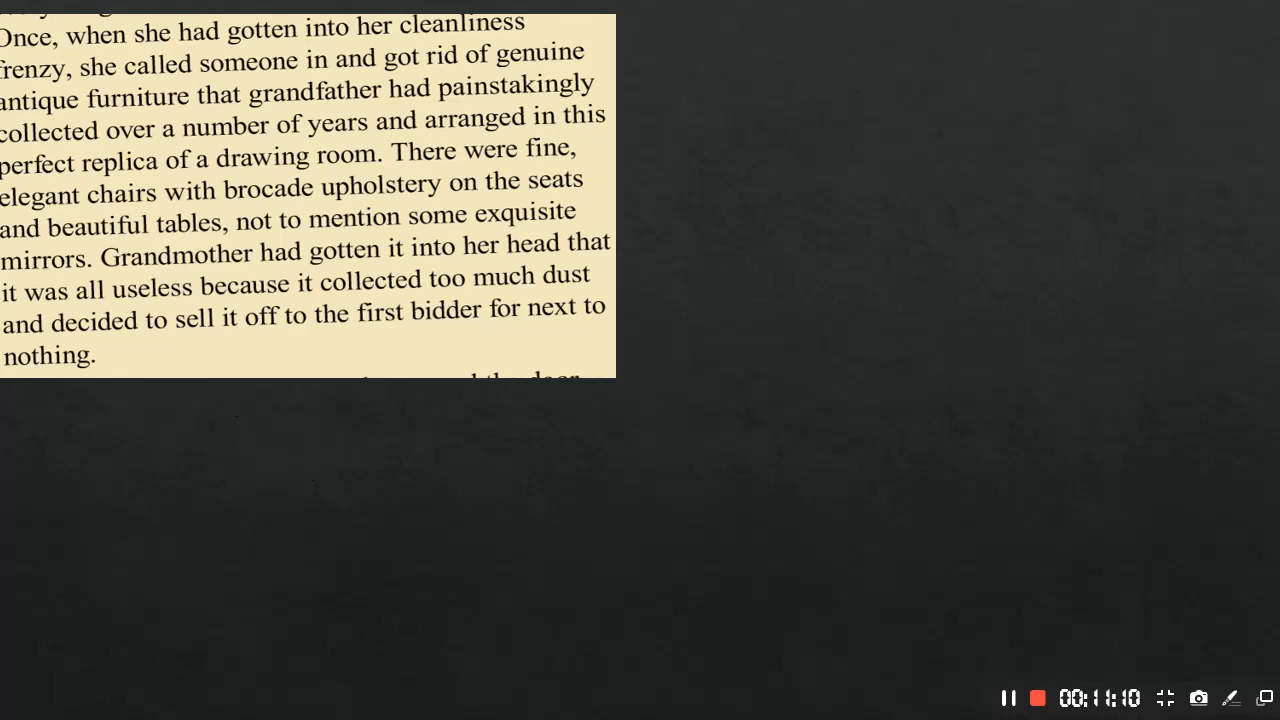 Once, when she had gotten into her cleanliness
frenzy, she called someone in and got rid of genuine
antique furniture that grandfather had painstakingly
collected over a number of years and arranged in this
perfect replica of a drawing room. There were fine,
elegant chairs with brocade upholstery on the seats
and beautiful tables, not to mention some exquisite
mirrors. Grandmother had gotten it into her head that
it was all useless because it collected too much dust
and decided to sell it off to the first bidder for next to
nothing.
the door
00:11:10